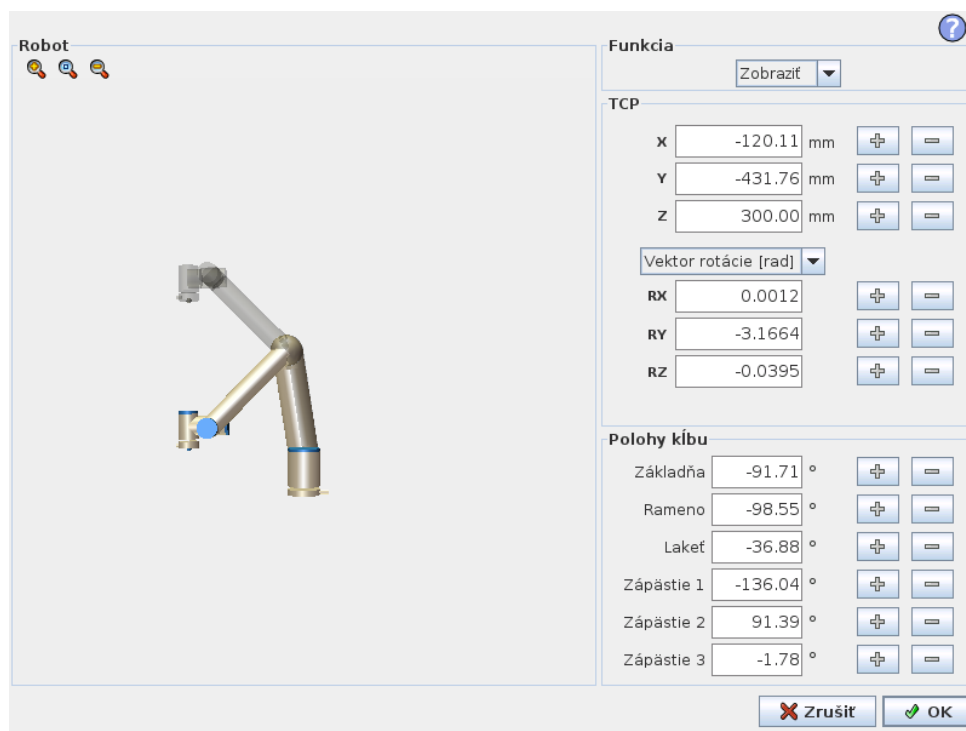 Robot
Funkcia
Zobraziť
TCP
X -120.11 mm
Y -431.76 mm
Z 300.00 mm
Vektor rotácie [rad]
RX 0.0012
RY -3.1664
RZ -0.0395
Polohy kĺbu
Základňa -91.71 °
Rameno -98.55 °
Lakeť -36.88 °
Zápästie 1 -136.04 °
Zápästie 2 91.39 °
Zápästie 3 -1.78 °
Zrušiť OK